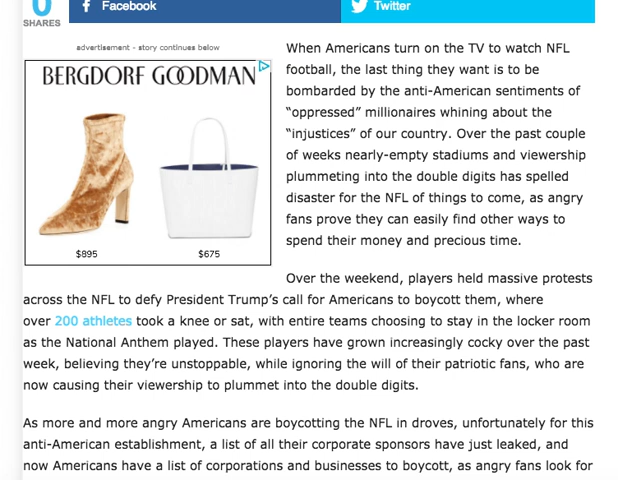 0
SHARES
Facebook
Twitter
advertisement - story continues below
BERGDORF GOODMAN
$895
$675
When Americans turn on the TV to watch NFL
football, the last thing they want is to be
bombarded by the anti-American sentiments of
“oppressed” millionaires whining about the
“injustices” of our country. Over the past couple
of weeks nearly-empty stadiums and viewership
plummeting into the double digits has spelled
disaster for the NFL of things to come, as angry
fans prove they can easily find other ways to
spend their money and precious time.
Over the weekend, players held massive protests
across the NFL to defy President Trump’s call for Americans to boycott them, where
over 200 athletes took a knee or sat, with entire teams choosing to stay in the locker room
as the National Anthem played. These players have grown increasingly cocky over the past
week, believing they’re unstoppable, while ignoring the will of their patriotic fans, who are
now causing their viewership to plummet into the double digits.
As more and more angry Americans are boycotting the NFL in droves, unfortunately for this
anti-American establishment, a list of all their corporate sponsors have just leaked, and
now Americans have a list of corporations and businesses to boycott, as angry fans look for